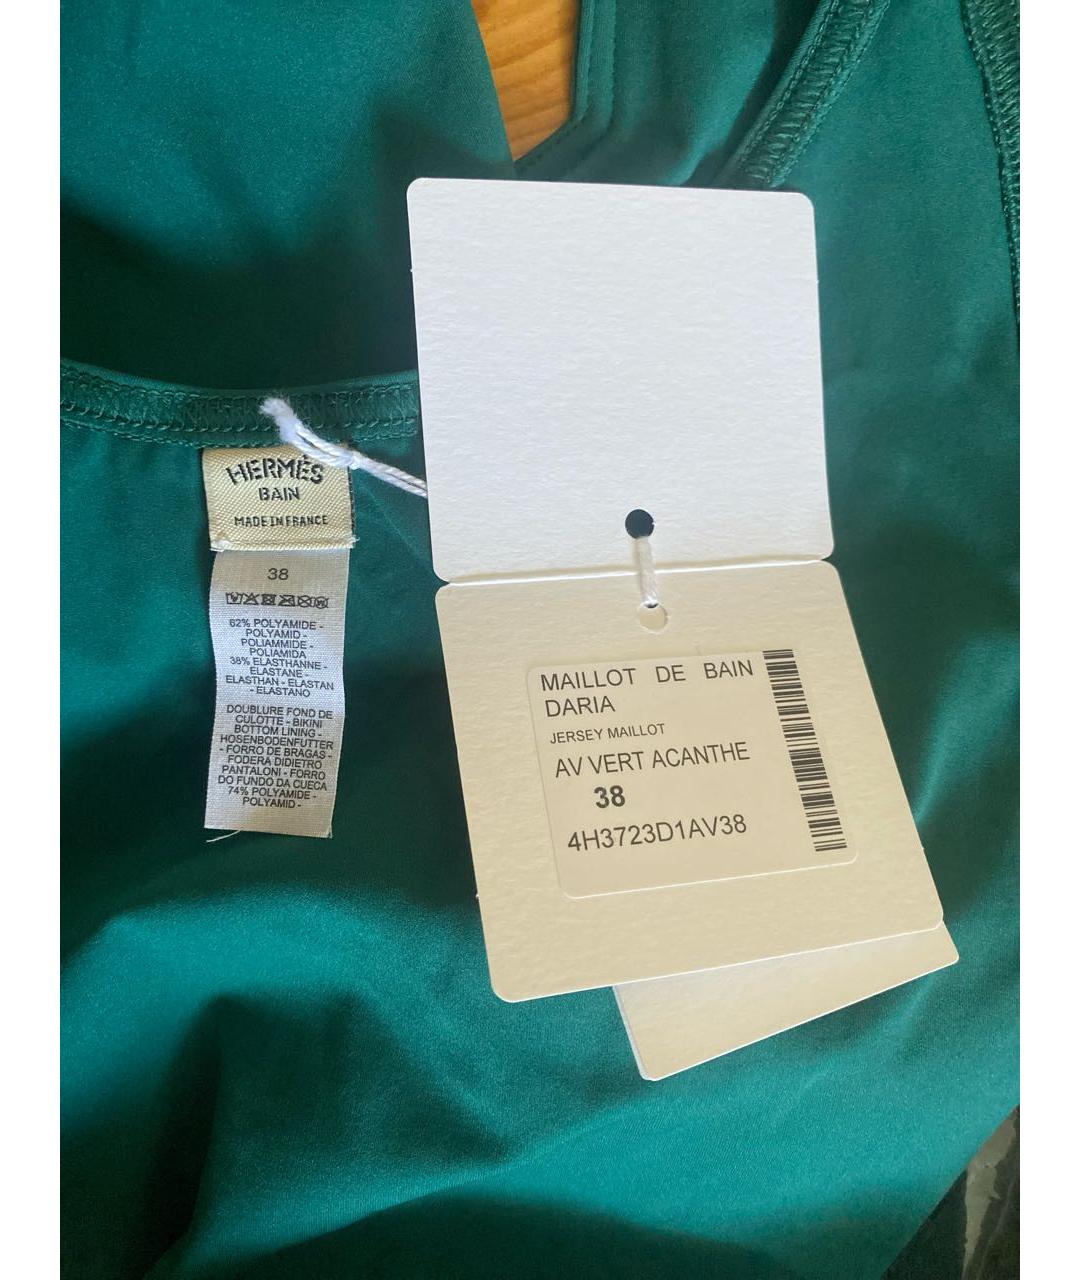 HERMÈS
BAIN
MADE IN FRANCE
38
62% POLYAMIDE -
POLYAMID -
POLIAMMIDE -
POLIAMIDA
38% ELASTHANNE -
ELASTANE -
ELASTHAN - ELASTAN
- ELASTANO
DOUBLURE FOND DE
CULOTTE - BIKINI
BOTTOM LINING -
HOSENBODENFUTTER
- FORRO DE BRAGAS -
FODERA DIDIETRO
PANTALONI - FORRO
DO FUNDO DA CUECA
74% POLYAMIDE -
POLYAMID -
MAILLOT DE BAIN
DARIA
JERSEY MAILLOT
AV VERT ACANTHE
38
4H3723D1AV38